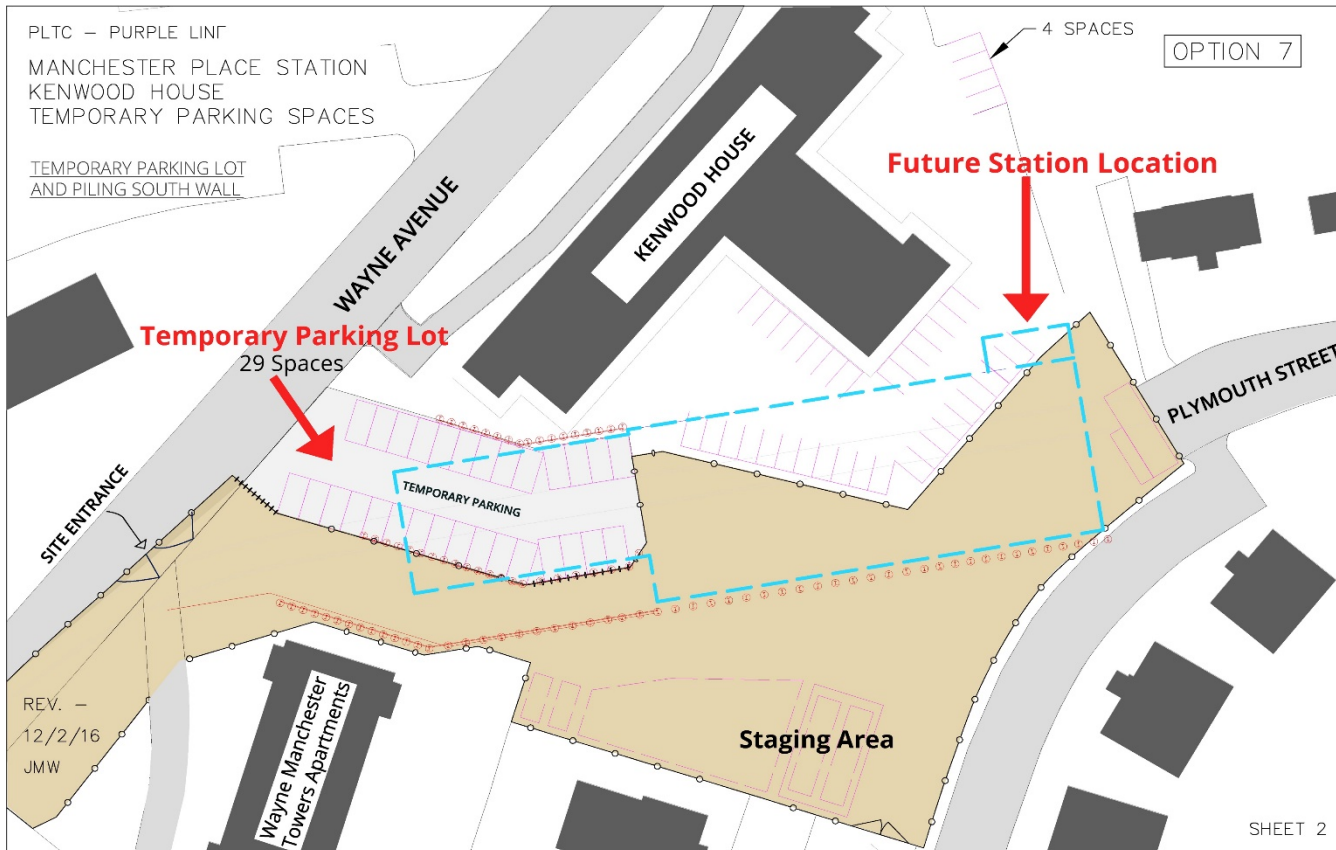 PLTC – PURPLE LINE
MANCHESTER PLACE STATION
KENWOOD HOUSE
TEMPORARY PARKING SPACES
TEMPORARY PARKING LOT
AND PILING SOUTH WALL
4 SPACES
OPTION 7
WAYNE AVENUE
KENWOOD HOUSE
Future Station Location
Temporary Parking Lot
29 Spaces
PLYMOUTH STREET
TEMPORARY PARKING
SITE ENTRANCE
REV. –
12/2/16
JMW
Wayne Manchester
Towers Apartments
Staging Area
SHEET 2